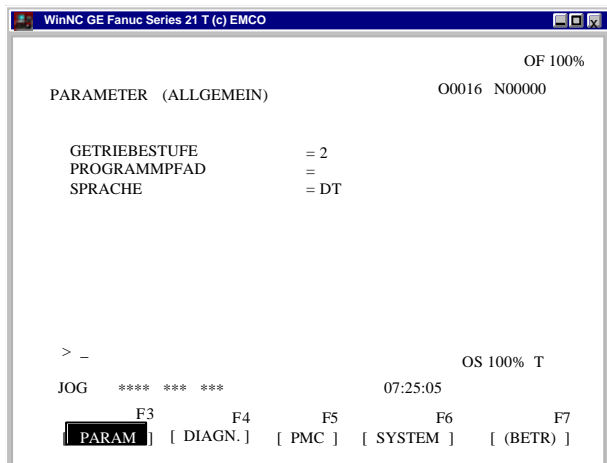 WinNC GE Fanuc Series 21 T (c) EMCO
OF 100%
PARAMETER (ALLGEMEIN) O0016 N00000
GETRIEBESTUFE = 2
PROGRAMMPFAD =
SPRACHE = DT
> _
OS 100% T
JOG **** *** *** 07:25:05
F3 F4 F5 F6 F7
[ PARAM ] [ DIAGN. ] [ PMC ] [ SYSTEM ] [ (BETR) ]